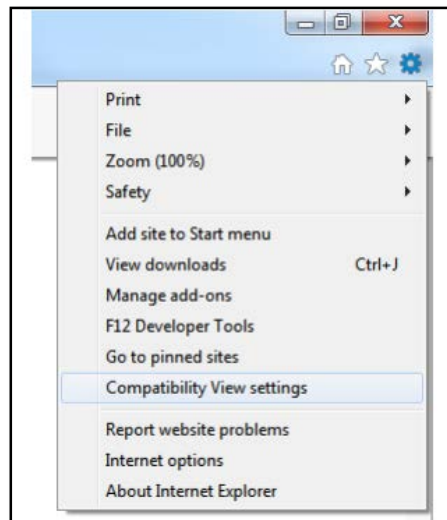 Print
File
Zoom (100%)
Safety
Add site to Start menu
View downloads Ctrl+J
Manage add-ons
F12 Developer Tools
Go to pinned sites
Compatibility View settings
Report website problems
Internet options
About Internet Explorer